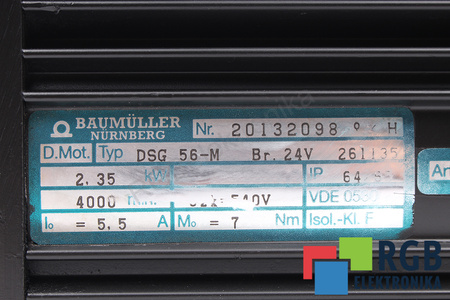 BAUMÜLLER
NÜRNBERG
Nr. 20132098 H
D.Mot. Typ DSG 56-M Br.24V 261135
2,35 kW IP 64
4000 540V VDE 0530
I₀ = 5,5 A M₀ = 7 Nm Isol.-Kl. F
RGB
ELEKTRONIKA